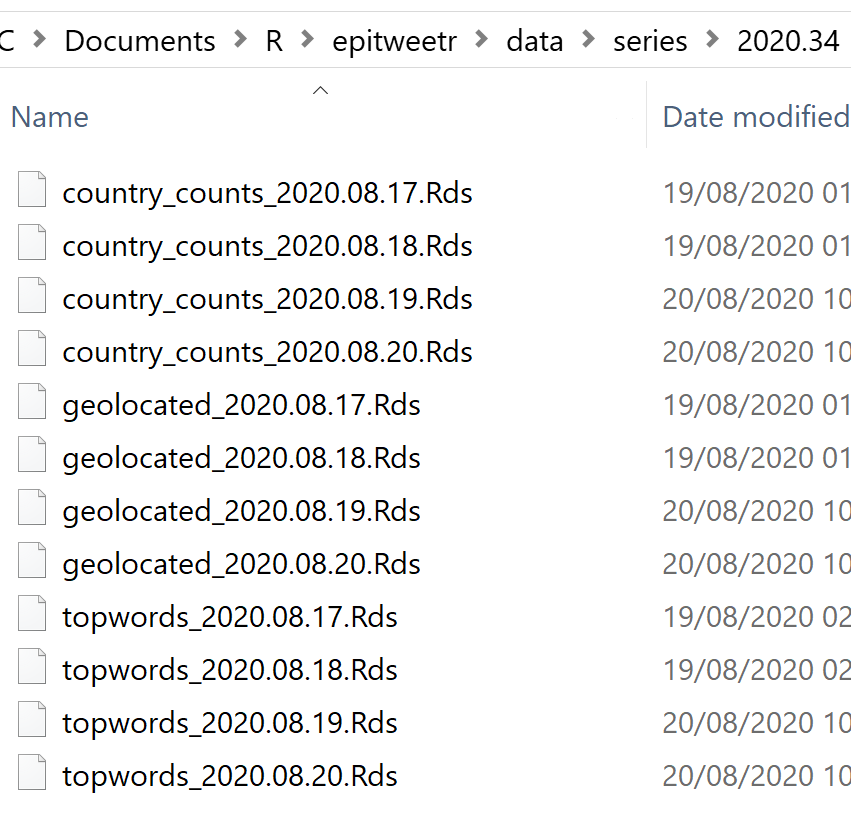 C > Documents > R > epitweetr > data > series > 2020.34
Name Date modified
country_counts_2020.08.17.Rds 19/08/2020 01
country_counts_2020.08.18.Rds 19/08/2020 01
country_counts_2020.08.19.Rds 20/08/2020 10
country_counts_2020.08.20.Rds 20/08/2020 10
geolocated_2020.08.17.Rds 19/08/2020 01
geolocated_2020.08.18.Rds 19/08/2020 01
geolocated_2020.08.19.Rds 20/08/2020 10
geolocated_2020.08.20.Rds 20/08/2020 10
topwords_2020.08.17.Rds 19/08/2020 02
topwords_2020.08.18.Rds 19/08/2020 02
topwords_2020.08.19.Rds 20/08/2020 10
topwords_2020.08.20.Rds 20/08/2020 10